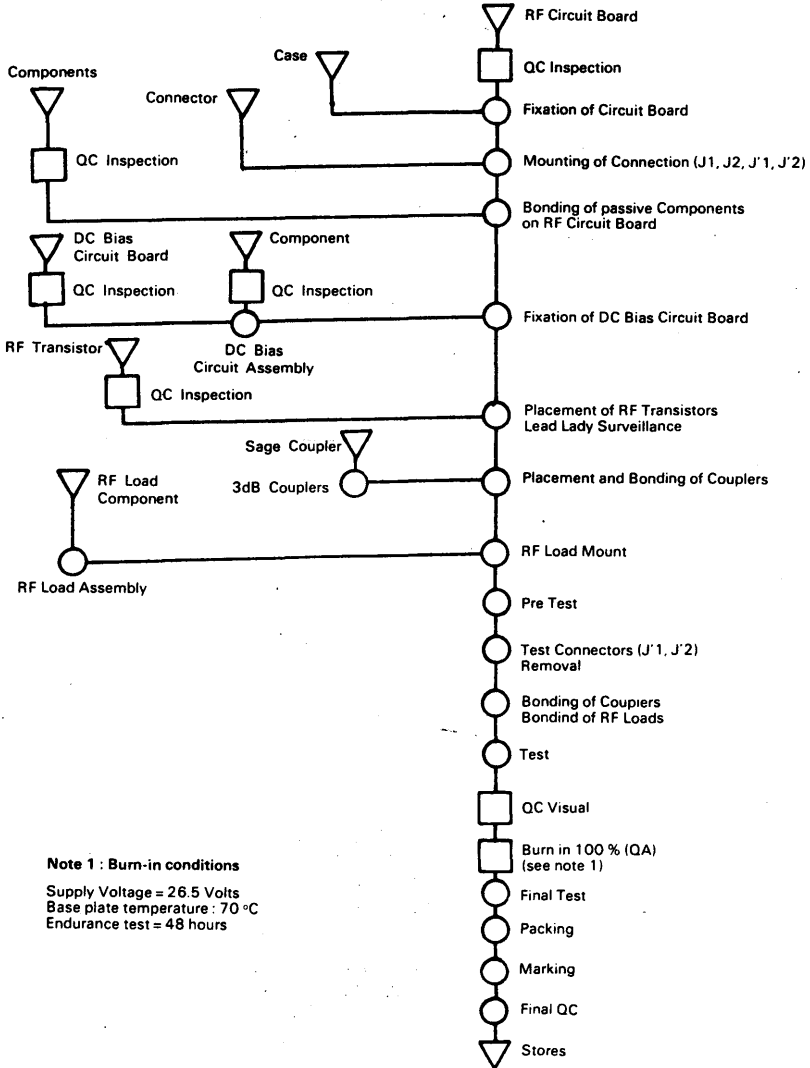 RF Circuit Board
Case
QC Inspection
Components
Connector
Fixation of Circuit Board
QC Inspection
Mounting of Connection (J1, J2, J'1, J'2)
Bonding of passive Components
on RF Circuit Board
DC Bias
Circuit Board
Component
QC Inspection
QC Inspection
Fixation of DC Bias Circuit Board
DC Bias
Circuit Assembly
RF Transistor
QC Inspection
Placement of RF Transistors
Lead Lady Surveillance
Sage Coupler
RF Load
Component
3dB Couplers
Placement and Bonding of Couplers
RF Load Mount
RF Load Assembly
Pre Test
Test Connectors (J'1, J'2)
Removal
Bonding of Coupiers
Bondind of RF Loads
Test
QC Visual
Burn in 100 % (QA)
(see note 1)
Note 1 : Burn-in conditions
Supply Voltage = 26.5 Volts
Base plate temperature : 70 °C
Endurance test = 48 hours
Final Test
Packing
Marking
Final QC
Stores